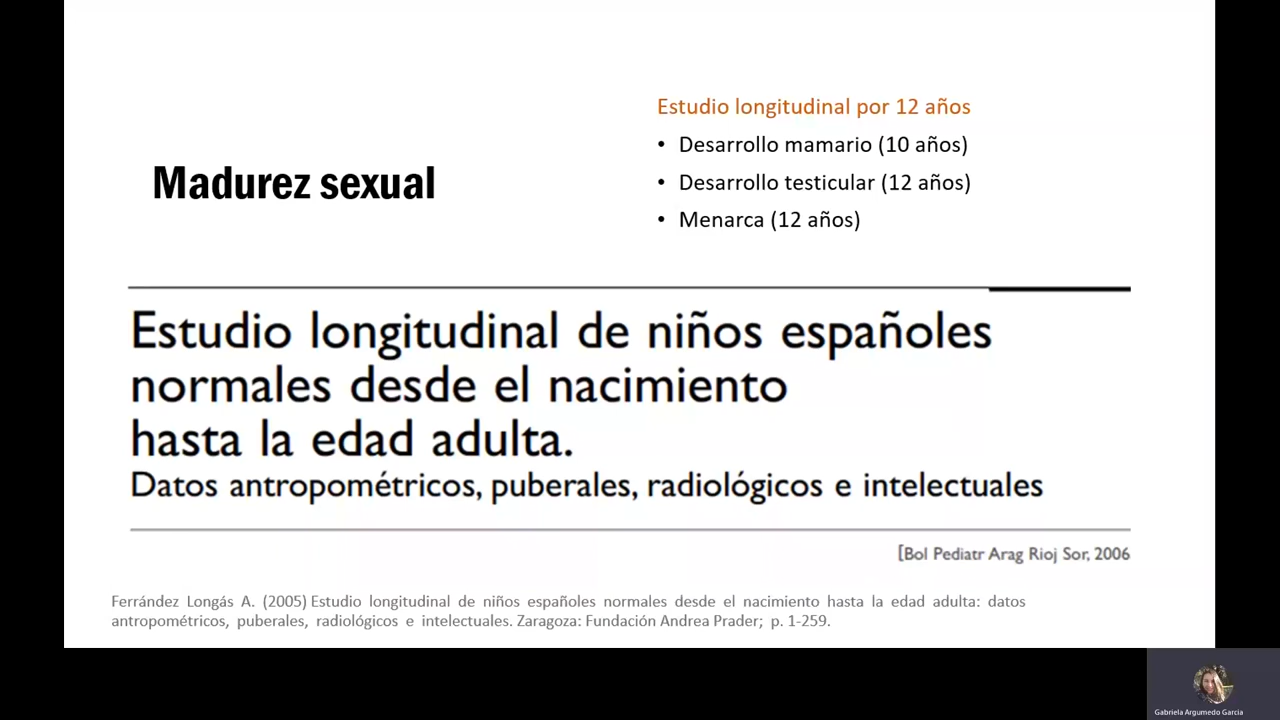 Madurez sexual
Estudio longitudinal por 12 años
• Desarrollo mamario (10 años)
• Desarrollo testicular (12 años)
• Menarca (12 años)
Estudio longitudinal de niños españoles
normales desde el nacimiento
hasta la edad adulta.
Datos antropométricos, puberales, radiológicos e intelectuales
[Bol Pediatr Arag Rioj Sor, 2006
Ferrández Longás A. (2005) Estudio longitudinal de niños españoles normales desde el nacimiento hasta la edad adulta: datos
antropométricos, puberales, radiológicos e intelectuales. Zaragoza: Fundación Andrea Prader; p. 1-259.
Gabriela Argumedo Garcia